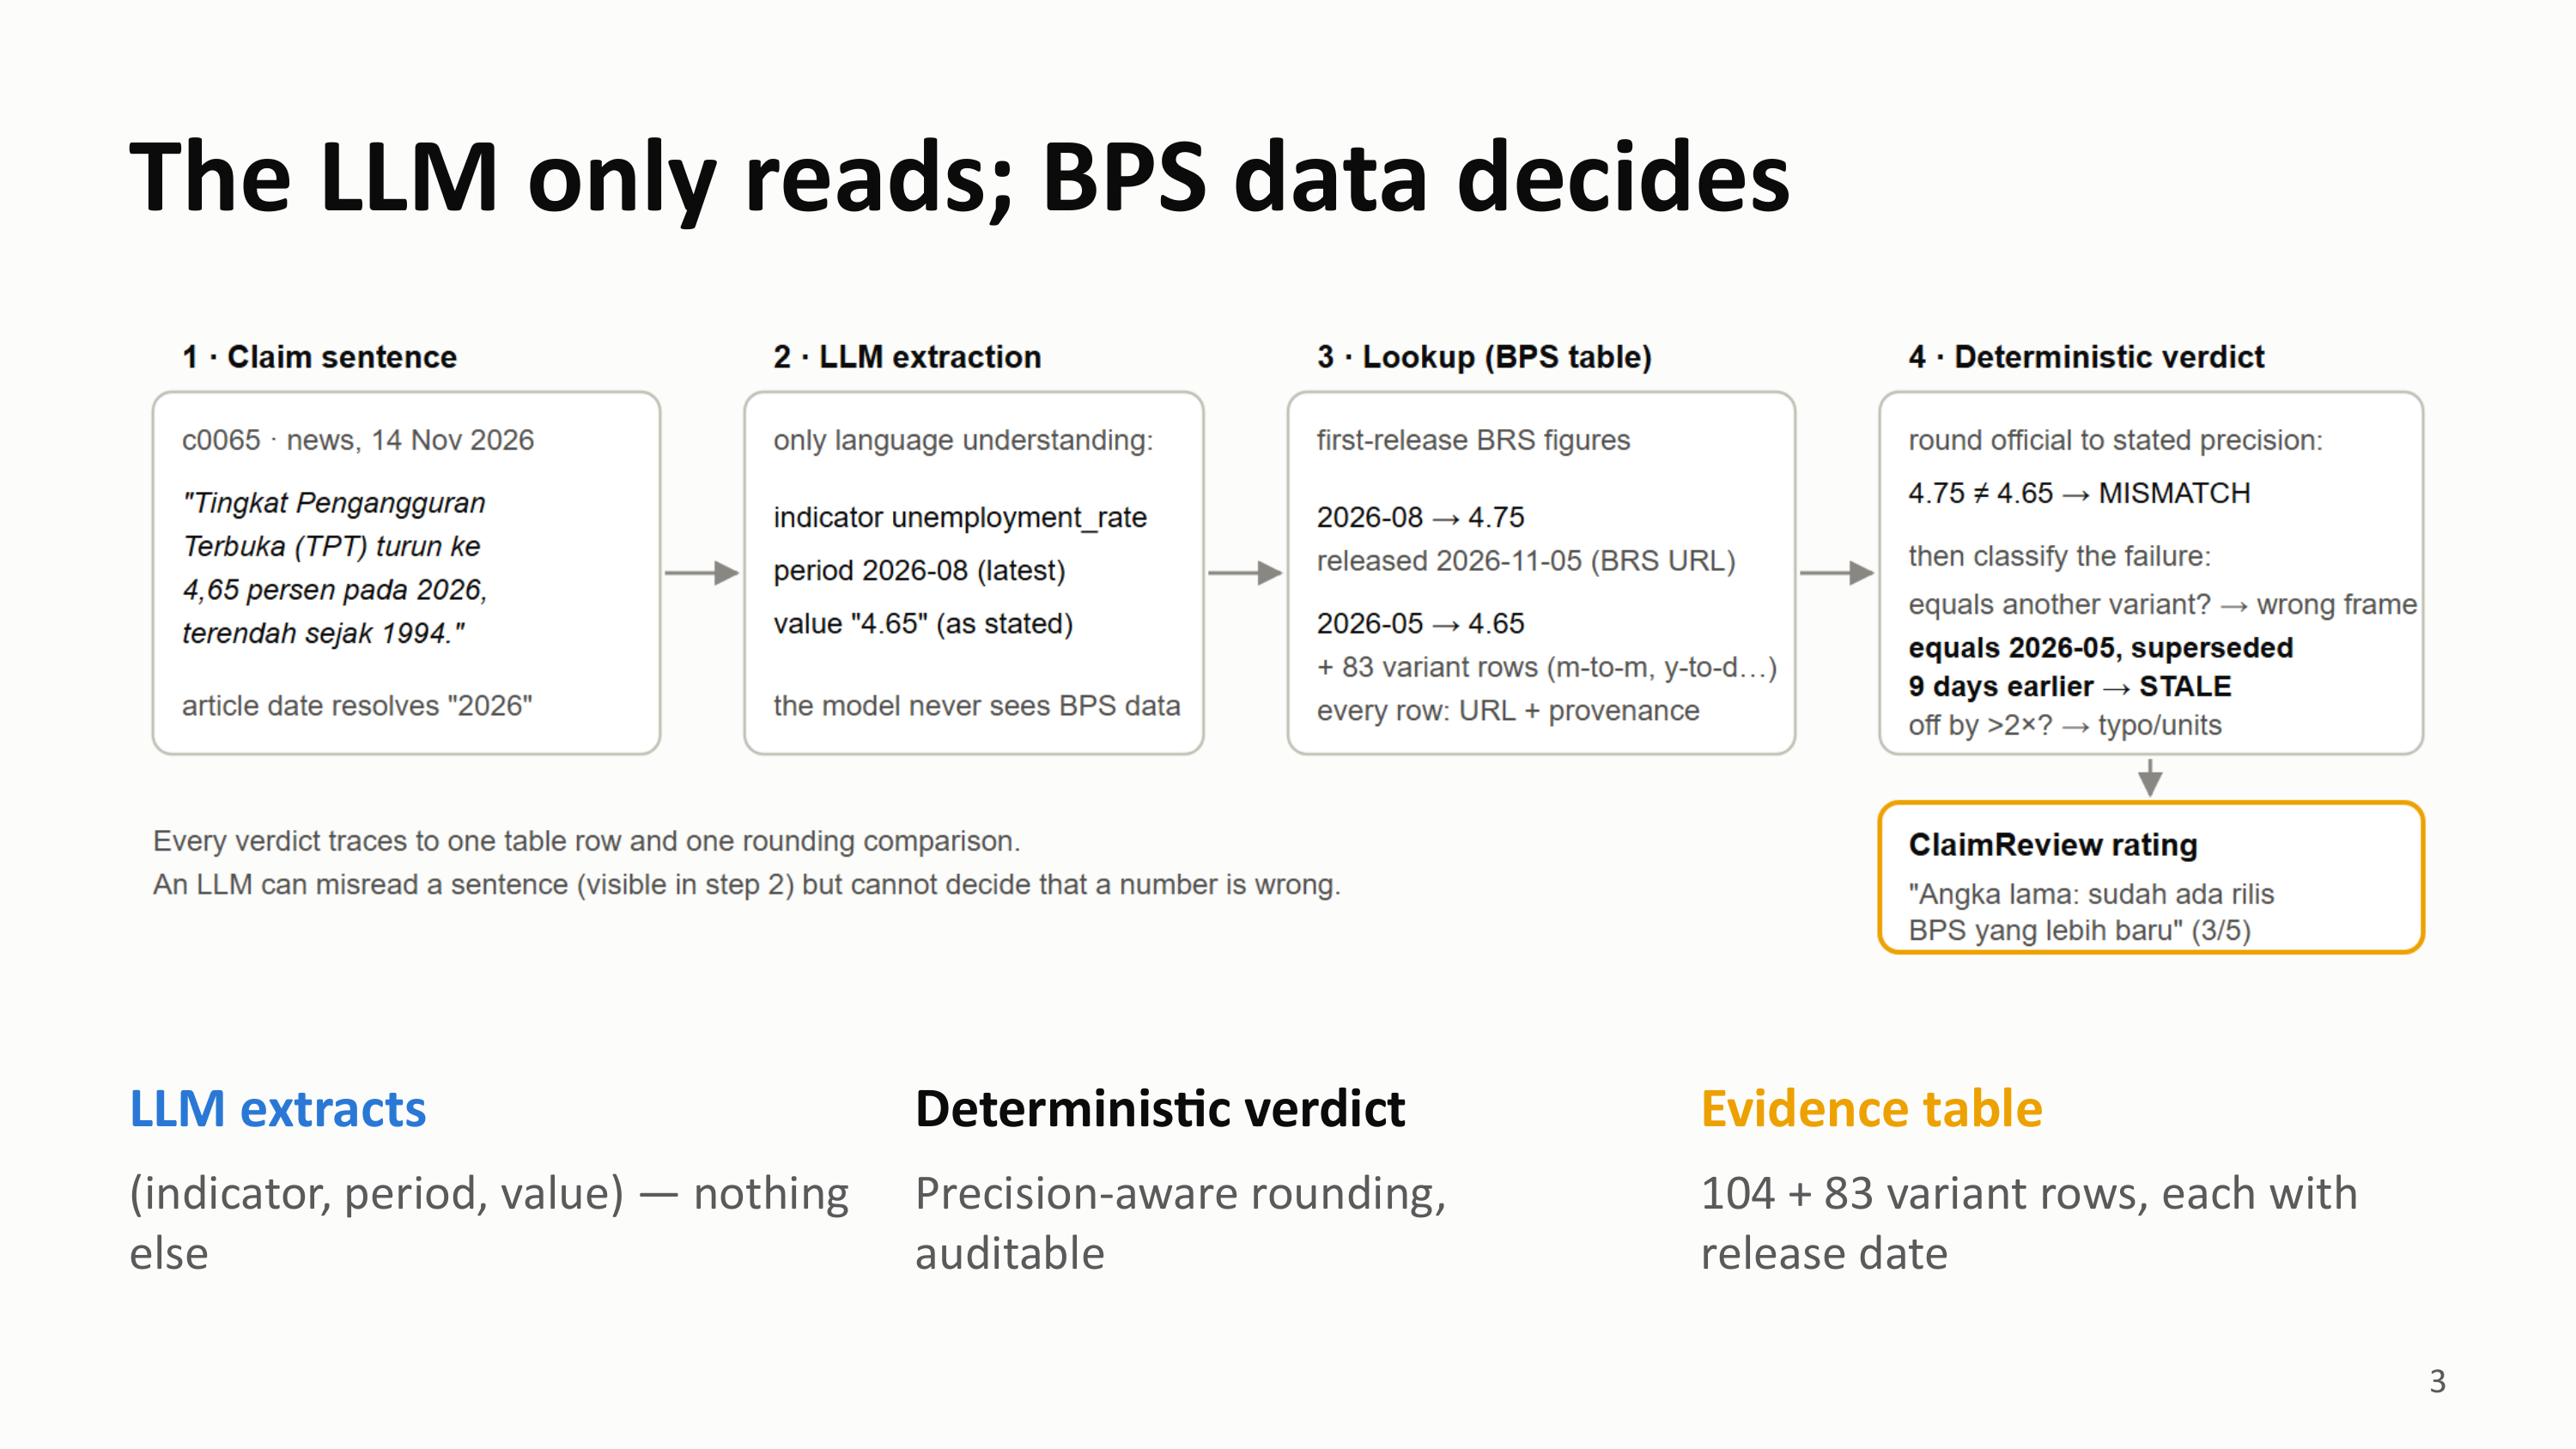 The LLM only reads; BPS data decides
1 · Claim sentence
c0065 · news, 14 Nov 2026
"Tingkat Pengangguran
Terbuka (TPT) turun ke
4,65 persen pada 2026,
terendah sejak 1994."
article date resolves "2026"
2 · LLM extraction
only language understanding:
indicator unemployment_rate
period 2026-08 (latest)
value "4.65" (as stated)
the model never sees BPS data
3 · Lookup (BPS table)
first-release BRS figures
2026-08 → 4.75
released 2026-11-05 (BRS URL)
2026-05 → 4.65
+ 83 variant rows (m-to-m, y-to-d…)
every row: URL + provenance
4 · Deterministic verdict
round official to stated precision:
4.75 ≠ 4.65 → MISMATCH
then classify the failure:
equals another variant? → wrong frame
equals 2026-05, superseded
9 days earlier → STALE
off by >2×? → typo/units
ClaimReview rating
"Angka lama: sudah ada rilis
BPS yang lebih baru" (3/5)
Every verdict traces to one table row and one rounding comparison.
An LLM can misread a sentence (visible in step 2) but cannot decide that a number is wrong.
LLM extracts
(indicator, period, value) — nothing
else
Deterministic verdict
Precision-aware rounding,
auditable
Evidence table
104 + 83 variant rows, each with
release date
3